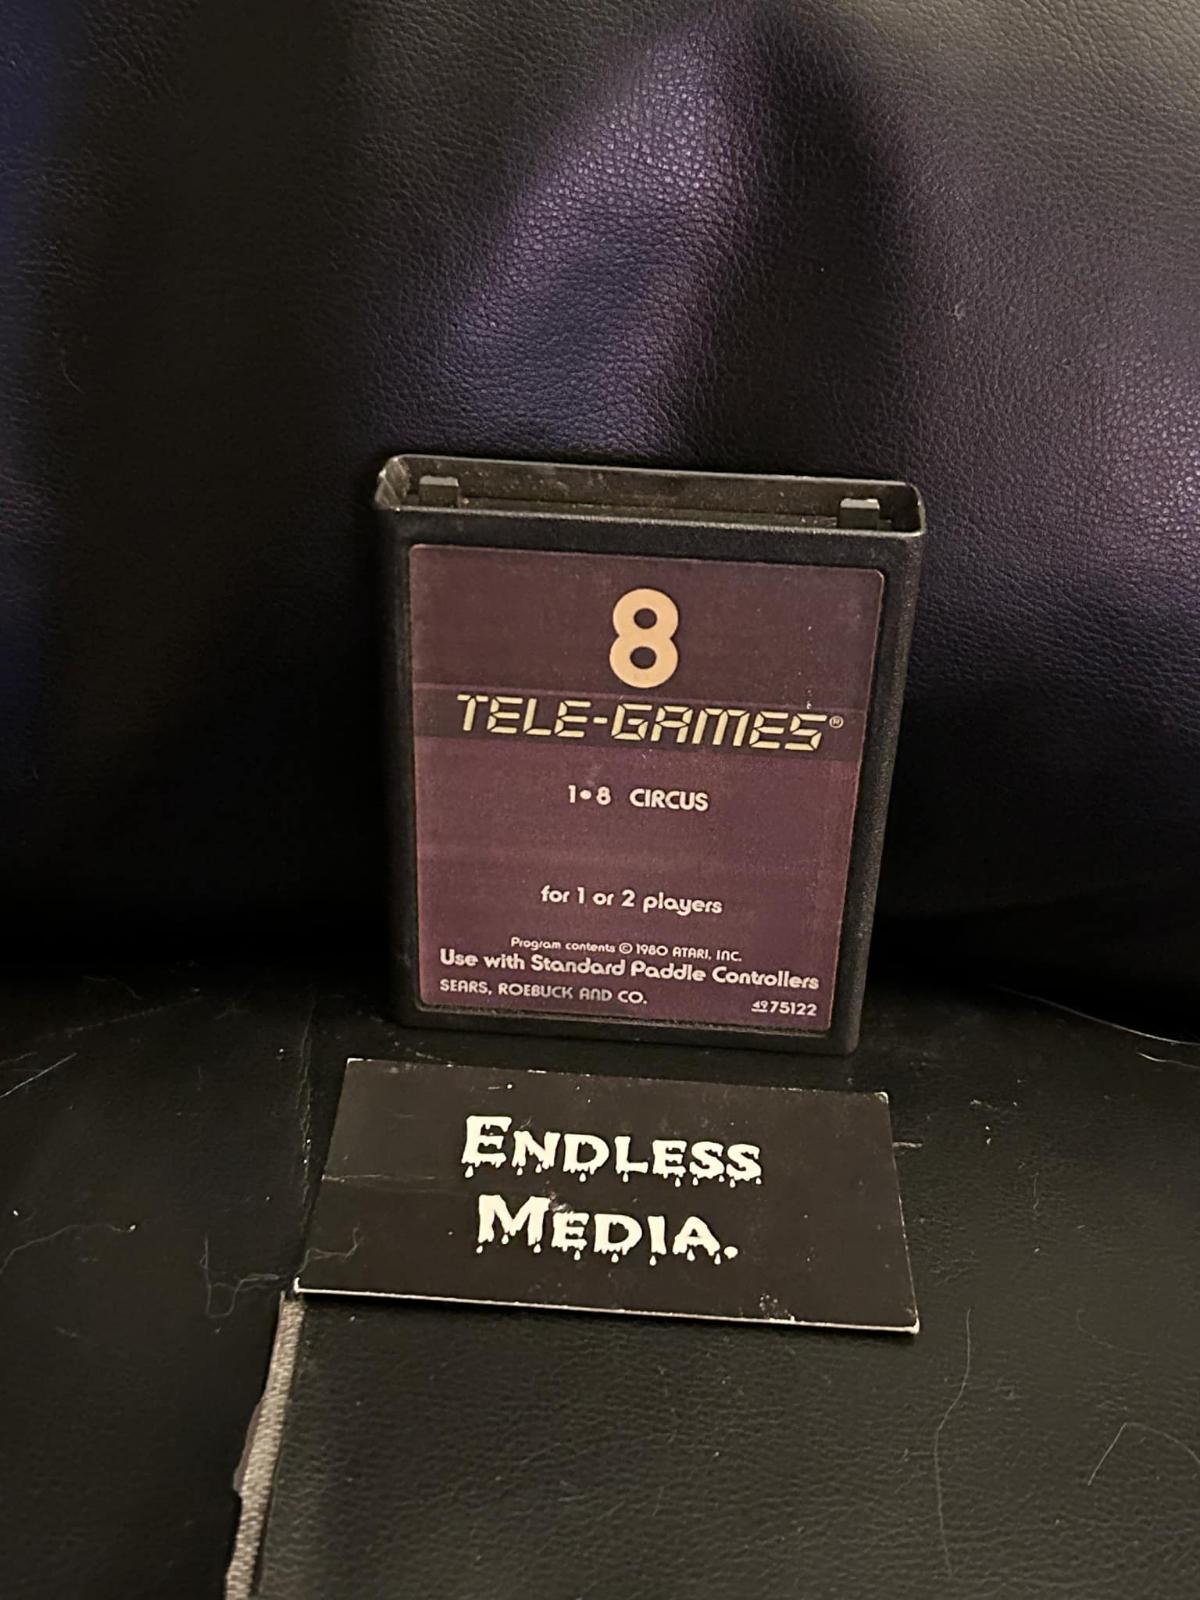 8
TELE-GAMES®
1•8 CIRCUS
for 1 or 2 players
Program contents © 1980 ATARI, INC.
Use with Standard Paddle Controllers
SEARS, ROEBUCK AND CO. 49 75122
ENDLESS
MEDIA.